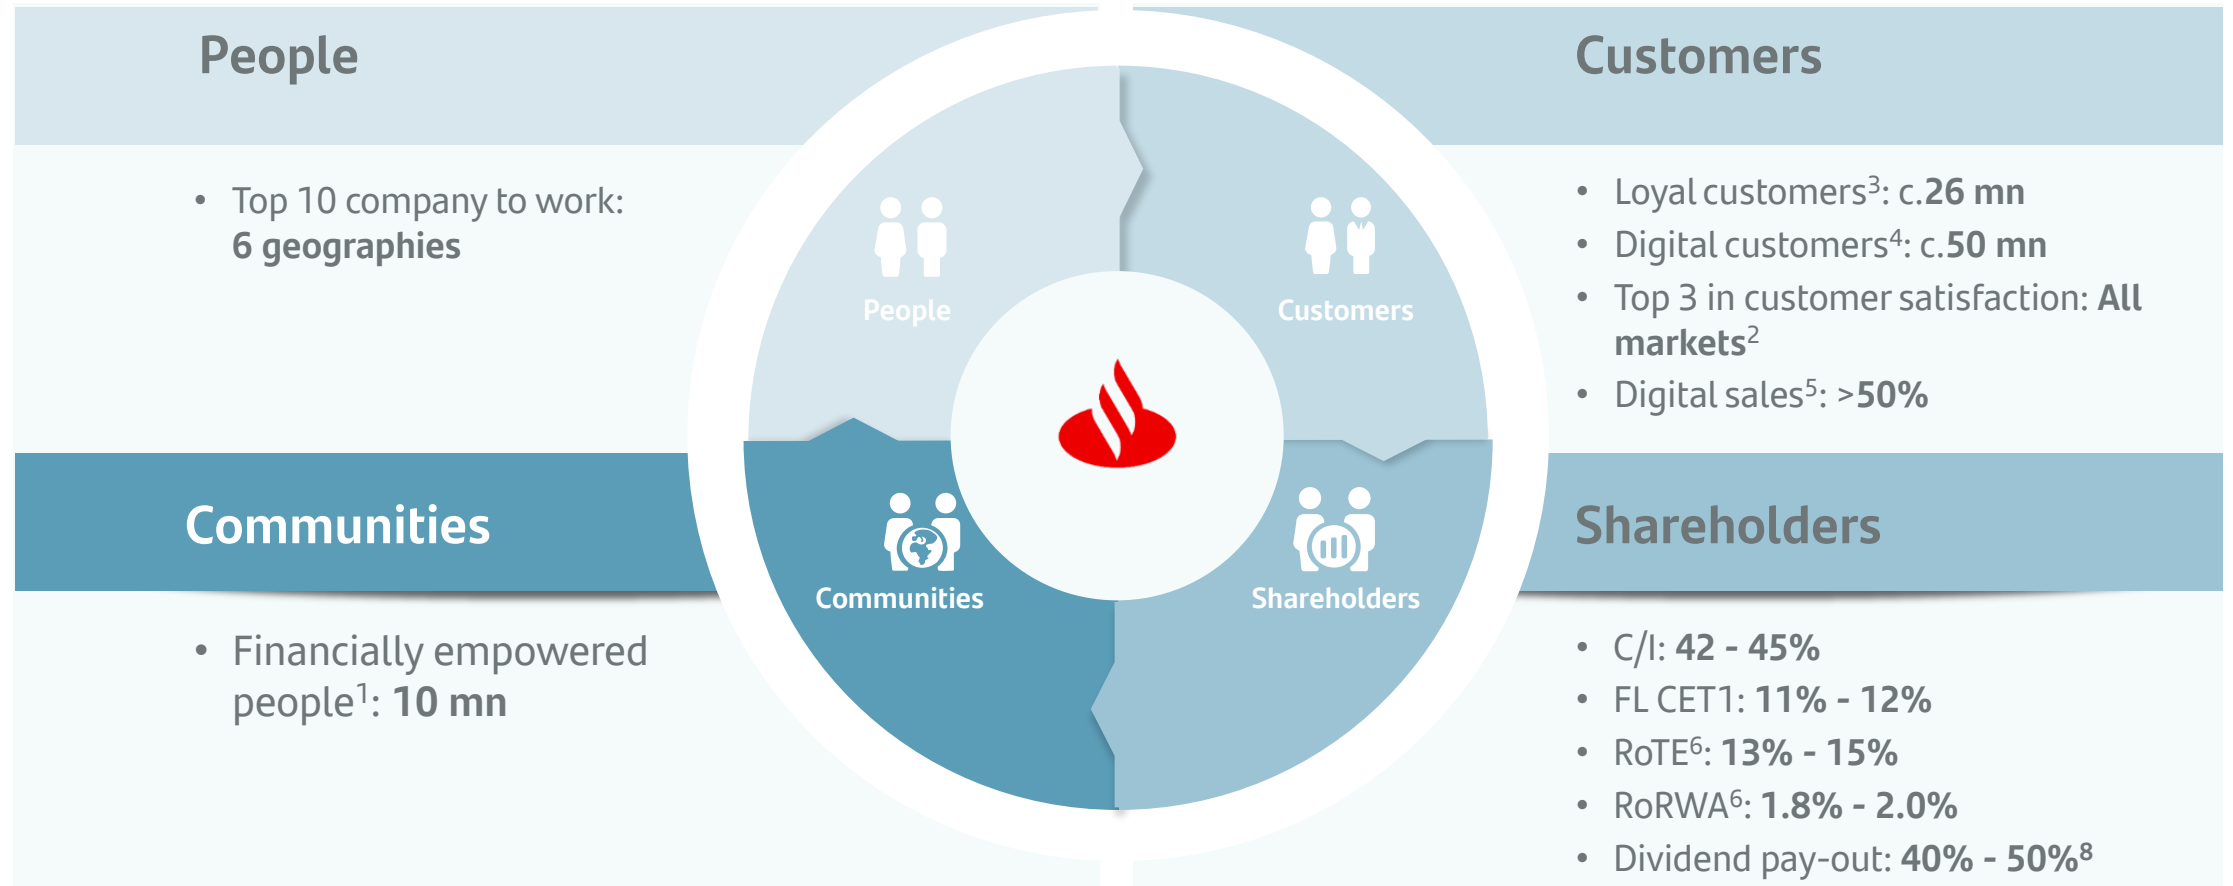 People
• Top 10 company to work:
6 geographies
Customers
• Loyal customers³: c.26 mn
• Digital customers⁴: c.50 mn
• Top 3 in customer satisfaction: All
markets²
• Digital sales⁵: >50%
People
Customers
Communities
Shareholders
Communities
• Financially empowered
people¹: 10 mn
Shareholders
• C/I: 42 - 45%
• FL CET1: 11% - 12%
• RoTE⁶: 13% - 15%
• RoRWA⁶: 1.8% - 2.0%
• Dividend pay-out: 40% - 50%⁸